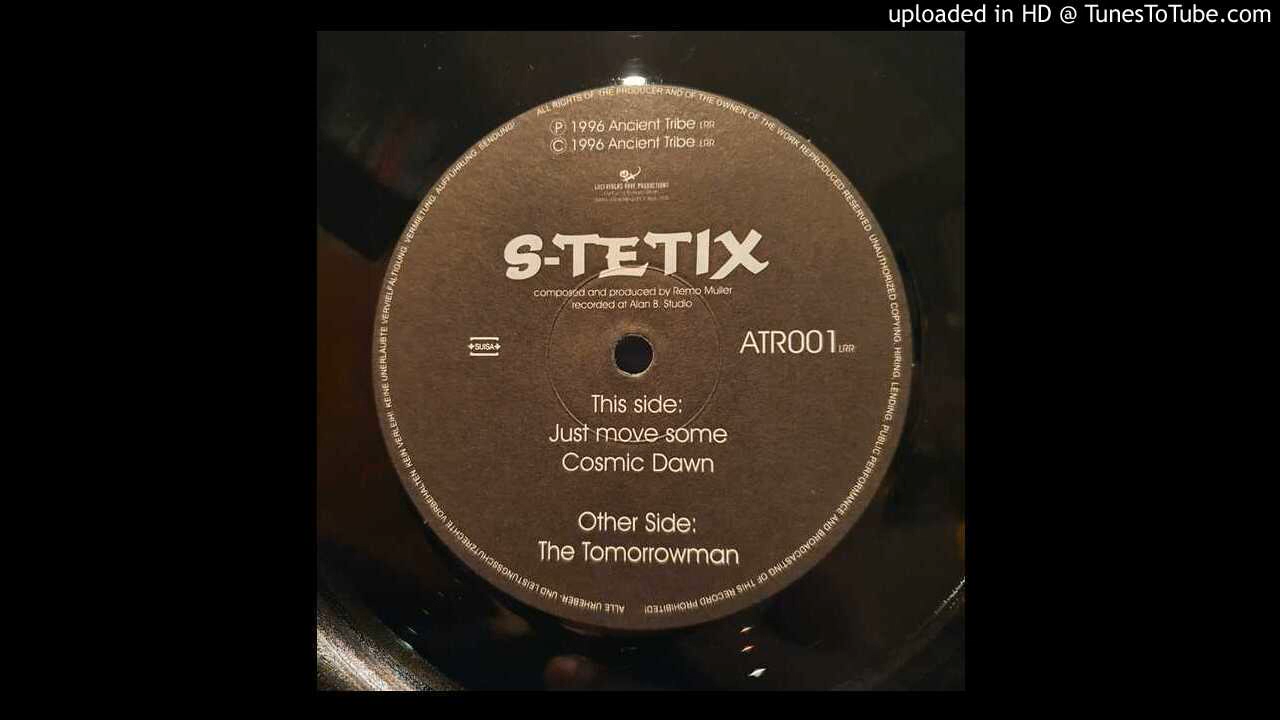 uploaded in HD @ TunesToTube.com
ALL RIGHTS OF THE PRODUCER AND OF THE OWNER OF THE WORK REPRODUCED RESERVED. UNAUTHORIZED COPYING, HIRING, LENDING, PUBLIC PERFORMANCE AND BROADCASTING OF THIS RECORD PROHIBITED!
Ⓟ 1996 Ancient Tribe LRR
Ⓒ 1996 Ancient Tribe LRR
PRODUCTIONS
S-TETIX
composed and produced by Remo Muller
recorded at Alan B. Studio
SUISA
ATR001 LRR
This side:
Just move some
Cosmic Dawn
Other Side:
The Tomorrowman
ALLE URHEBER- UND LEISTUNGSSCHUTZRECHTE VORBEHALTEN. KEIN VERLEIH! KEINE UNERLAUBTE VERVIELFÄLTIGUNG, VERMIETUNG, AUFFÜHRUNG, SENDUNG!